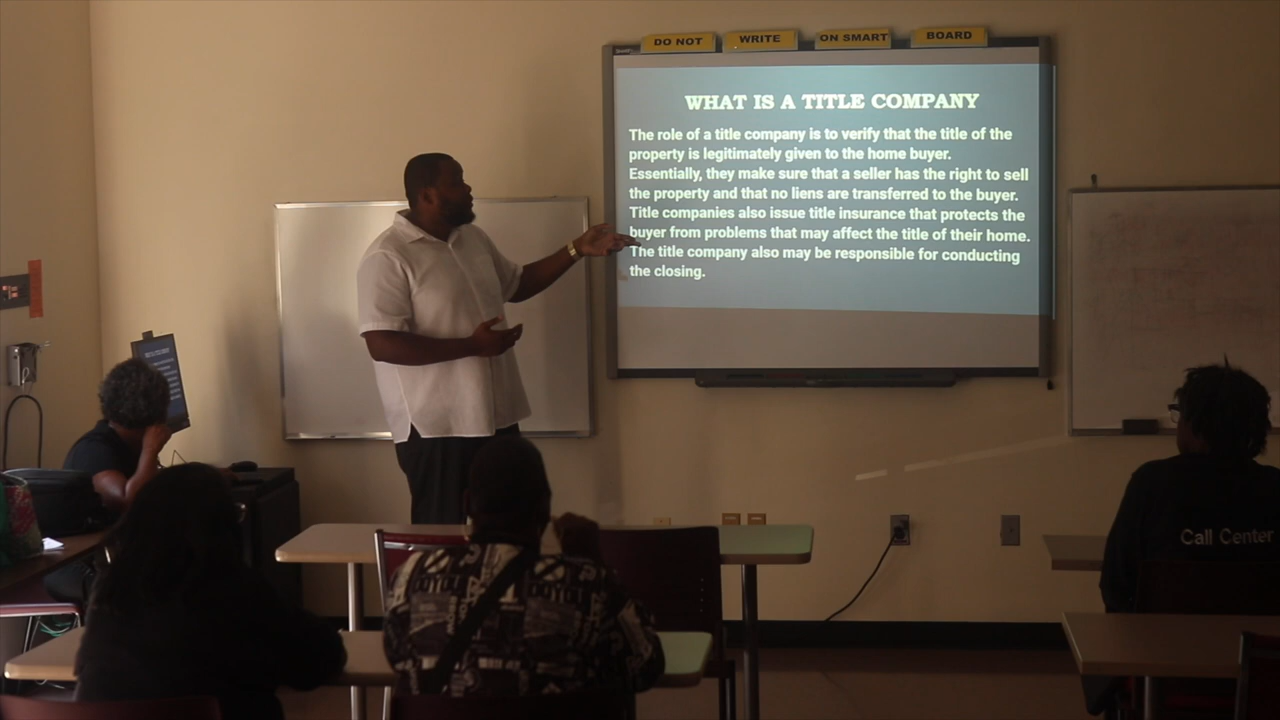 DO NOT WRITE ON SMART BOARD
WHAT IS A TITLE COMPANY
The role of a title company is to verify that the title of the
property is legitimately given to the home buyer.
Essentially, they make sure that a seller has the right to sell
the property and that no liens are transferred to the buyer.
Title companies also issue title insurance that protects the
buyer from problems that may affect the title of their home.
The title company also may be responsible for conducting
the closing.
Call Center